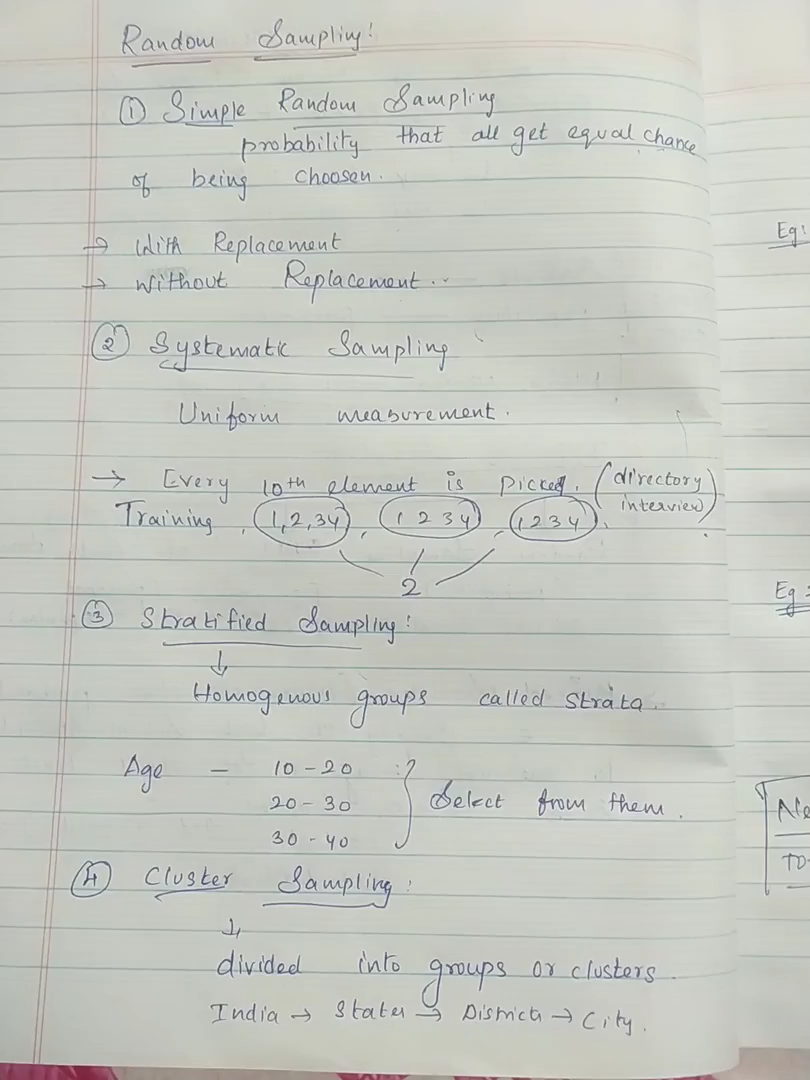 Random Sampling!
① Simple Random Sampling
probability that all get equal chance
of being choosen.
→ With Replacement
→ Without Replacement..
② Systematic Sampling
Uniform measurement.
→ Every 10th element is picked. (directory
interview)
Training, 1,2,34, 1 2 3 4, 1 2 3 4,
2
③ Stratified Sampling:
↓
Homogenous groups called strata.
Age - 10-20
20-30
30-40
} Select from them.
④ Cluster Sampling:
↓
divided into groups or clusters.
India → States → Districts → City.
Eg:
Eg:
TO